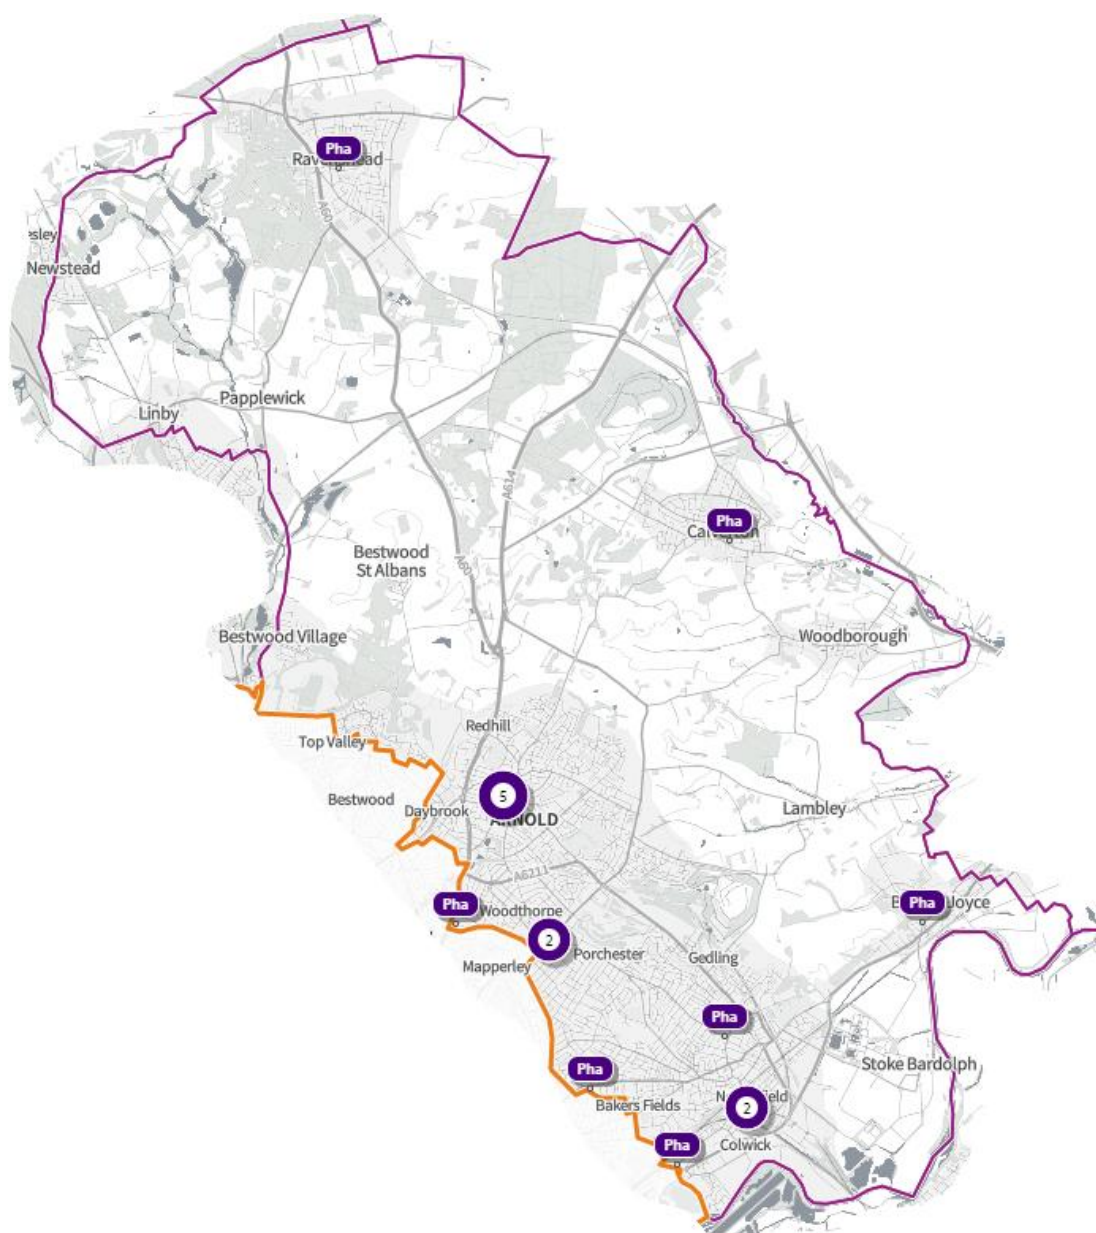 Pha
A60
Newstead
Papplewick
Linby
A614
Pha
Bestwood
St Albans
A60
Bestwood Village
Woodborough
Redhill
Top Valley
5
Bestwood
Daybrook
Lambley
ARNOLD
A6211
Pha
Pha
Joyce
Woodthorpe
2
Porchester
Gedling
Mapperley
Pha
Stoke Bardolph
Pha
Bakers Fields
2
Pha
Colwick